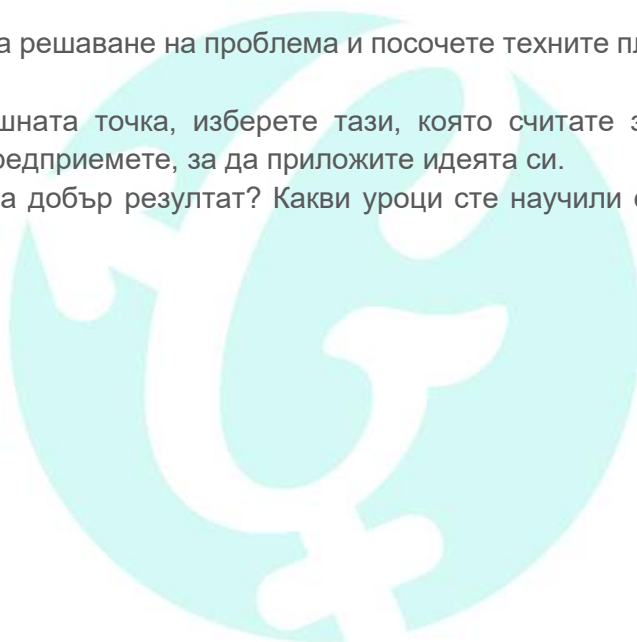 а решаване на проблема и посочете техните п
шната точка, изберете тази, която считате
редприемете, за да приложите идеята си.
а добър резултат? Какви уроци сте научили